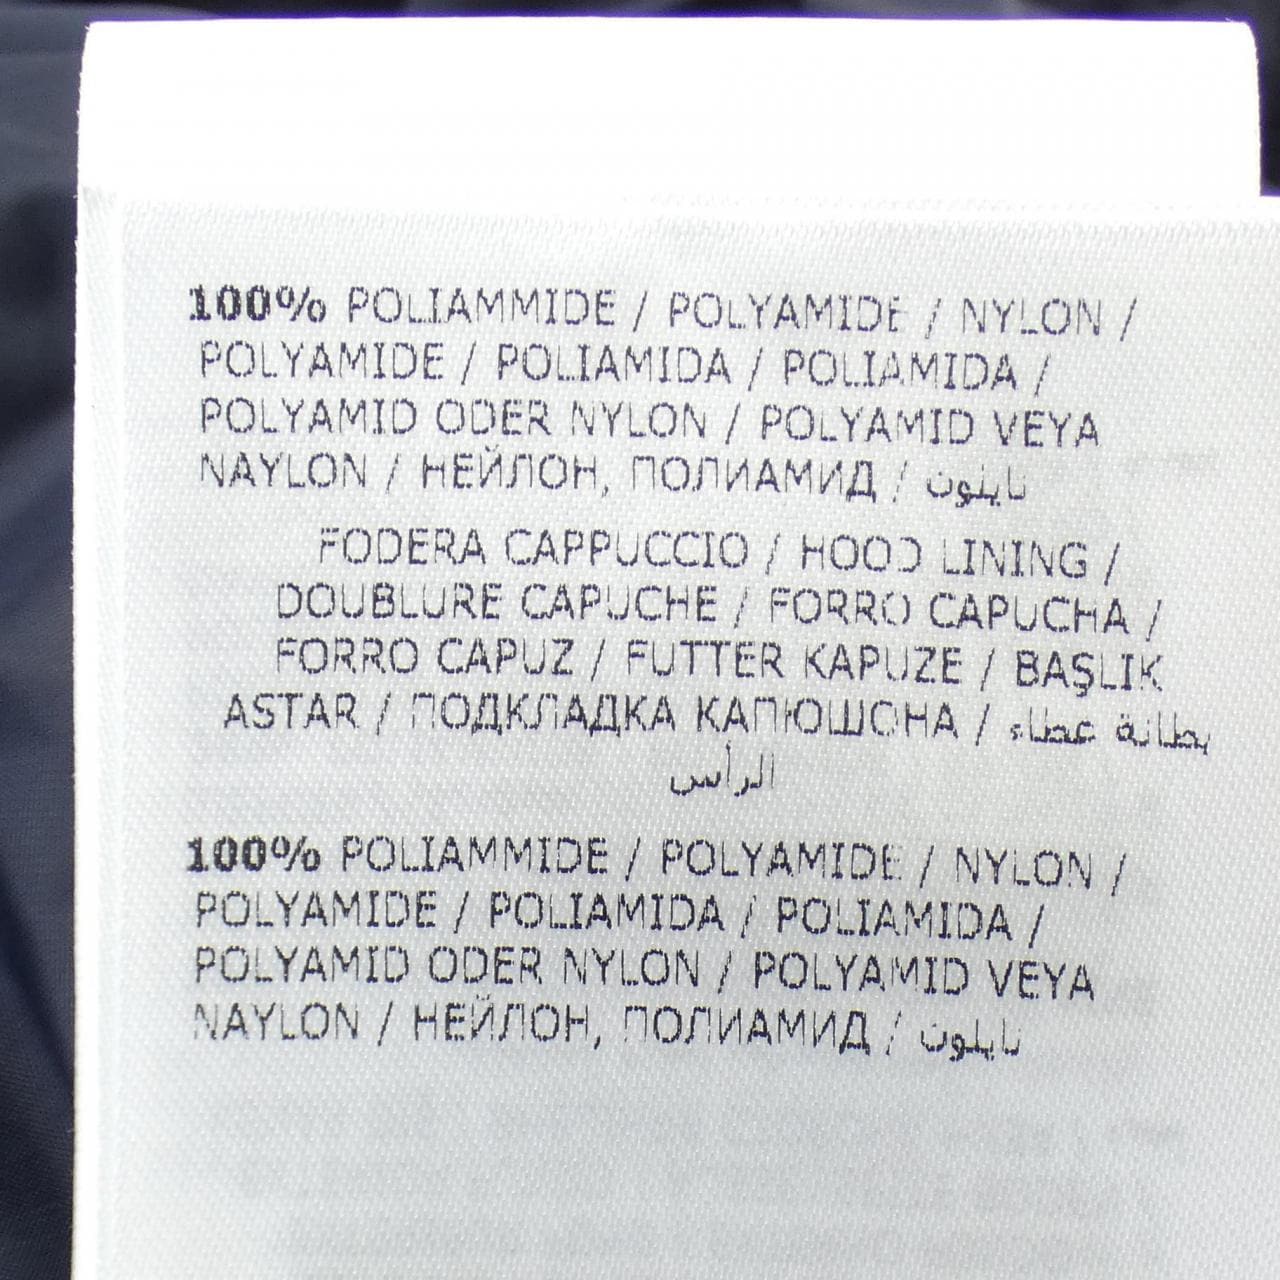 100% POLIAMMIDE / POLYAMIDE / NYLON /
POLYAMIDE / POLIAMIDA / POLIAMIDA /
POLYAMID ODER NYLON / POLYAMID VEYA
NAYLON / НЕЙЛОН, ПОЛИАМИД / نايلون
FODERA CAPPUCCIO / HOOD LINING /
DOUBLURE CAPUCHE / FORRO CAPUCHA /
FORRO CAPUZ / FUTTER KAPUZE / BAŞLIK
ASTAR / ПОДКЛАДКА КАПЮШОНА / بطانة غطاء
الرأس
100% POLIAMMIDE / POLYAMIDE / NYLON /
POLYAMIDE / POLIAMIDA / POLIAMIDA /
POLYAMID ODER NYLON / POLYAMID VEYA
NAYLON / НЕЙЛОН, ПОЛИАМИД / نايلون